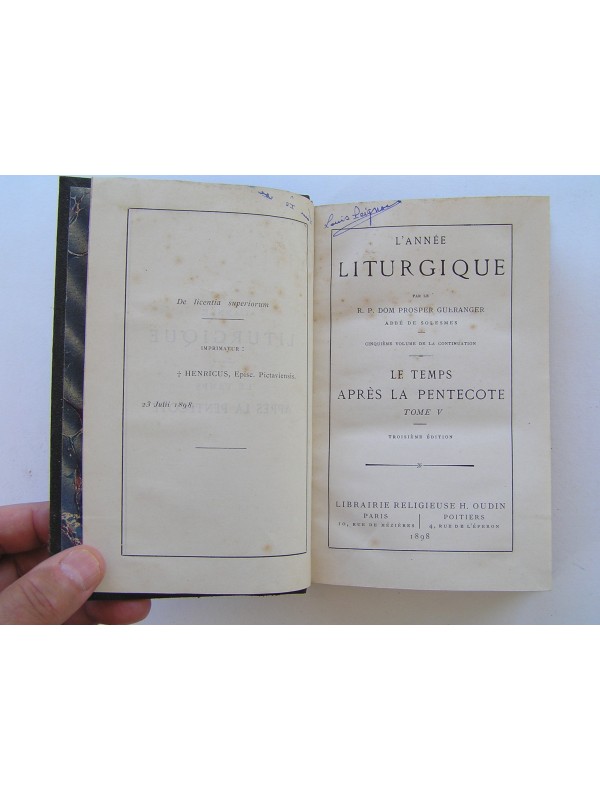 De licentia superiorum
IMPRIMATUR :
† HENRICUS, Episc. Pictaviensis.
23 Julii 1898.
Louis
L'ANNÉE
LITURGIQUE
PAR LE
R. P. DOM PROSPER GUÉRANGER
ABBÉ DE SOLESMES
CINQUIÈME VOLUME DE LA CONTINUATION
LE TEMPS
APRÈS LA PENTECOTE
TOME V
TROISIÈME ÉDITION
LIBRAIRIE RELIGIEUSE H. OUDIN
PARIS POITIERS
10, RUE DE MÉZIÈRES 4, RUE DE L'ÉPERON
1898